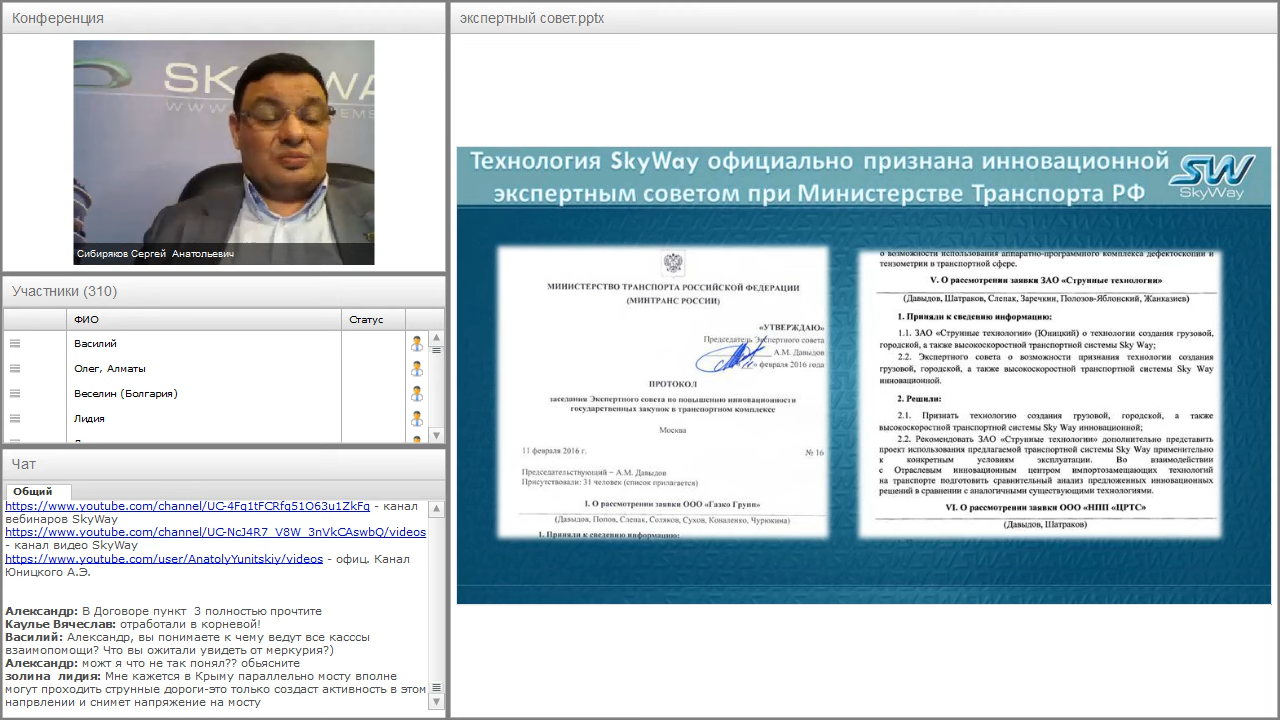 Конференция
SKYWA
WWW
EMS
Сибиряков Сергей Анатольевич
Участники (310)
ФИО
Статус
Василий
Олег, Алматы
Веселин (Болгария)
Лидия
Чат
Общий
https://www.youtube.com/channel/UC-4Fq1tFCRfq51O63u1ZkFg - канал
вебинаров SkyWay
https://www.youtube.com/channel/UC-NcJ4R7_V8W_3nVkCAswbQ/videos
- канал видео SkyWay
https://www.youtube.com/user/AnatolyYunitskiy/videos - офиц. Канал
Юницкого А.Э.
Александр: В Договоре пункт 3 полностью прочтите
Каулье Вячеслав: отработали в корневой!
Василий: Александр, вы понимаете к чему ведут все касссы
взаимопомощи? Что вы ожитали увидеть от меркурия?)
Александр: можт я что не так понял?? обьясните
золина лидия: Мне кажется в Крыму параллельно мосту вполне
могут проходить струнные дороги-это только создаст активность в этом
напрвлении и снимет напряжение на мосту
экспертный совет.pptx
Технология SkyWay официально признана инновационной
экспертным советом при Министерстве Транспорта РФ
SW
SkyWay
МИНИСТЕРСТВО ТРАНСПОРТА РОССИЙСКОЙ ФЕДЕРАЦИИ
(МИНТРАНС РОССИИ)
«УТВЕРЖДАЮ»
Председатель Экспертного совета
А.М. Давыдов
» февраля 2016 года
ПРОТОКОЛ
заседания Экспертного совета по повышению инновационности
государственных закупок в транспортном комплексе
Москва
11 февраля 2016 г.
№ 16
Председательствующий – А.М. Давыдов
Присутствовали: 31 человек (список прилагается)
I. О рассмотрении заявки ООО «Газко Групп»
(Давыдов, Попов, Слепак, Соляков, Сухов, Коваленко, Чурюкина)
1. Приняли к сведению информацию:
о возможности использования аппаратно-программного комплекса дефектоскопии и
тензометрии в транспортной сфере.
V. О рассмотрении заявки ЗАО «Струнные технологии»
(Давыдов, Шатраков, Слепак, Заречкин, Полозов-Яблонский, Жанказиев)
1. Приняли к сведению информацию:
1.1. ЗАО «Струнные технологии» (Юницкий) о технологии создания грузовой,
городской, а также высокоскоростной транспортной системы Sky Way;
2.2. Экспертного совета о возможности признания технологии создания
грузовой, городской, а также высокоскоростной транспортной системы Sky Way
инновационной.
2. Решили:
2.1. Признать технологию создания грузовой, городской, а также
высокоскоростную транспортной системы Sky Way инновационной;
2.2. Рекомендовать ЗАО «Струнные технологии» дополнительно представить
проект использования предлагаемой транспортной системы Sky Way применительно
к конкретным условиям эксплуатации. Во взаимодействии
с Отраслевым инновационным центром импортозамещающих технологий
на транспорте подготовить сравнительный анализ предложенных инновационных
решений в сравнении с аналогичными существующими технологиями.
VI. О рассмотрении заявки ООО «НПП «ЦРТС»
(Давыдов, Шатраков)